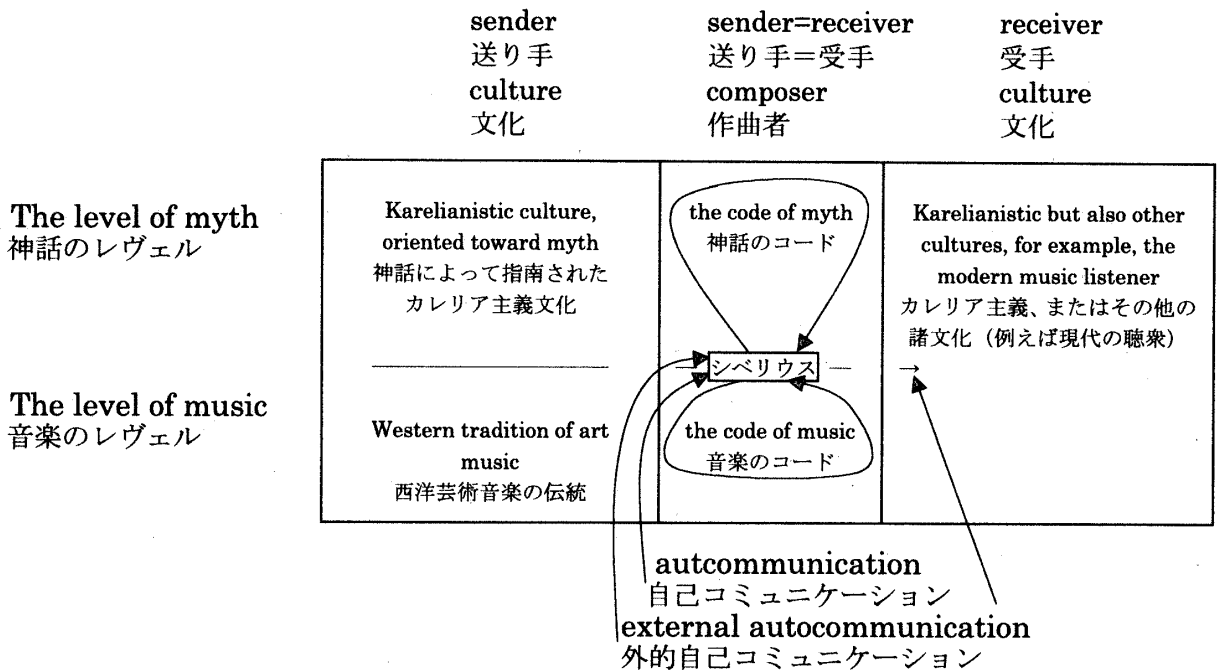 sender
送り手
culture
文化
sender=receiver
送り手＝受手
composer
作曲者
receiver
受手
culture
文化
The level of myth
神話のレヴェル
Karelianistic culture,
oriented toward myth
神話によって指南された
カレリア主義文化
the code of myth
神話のコード
Karelianistic but also other
cultures, for example, the
modern music listener
カレリア主義、またはその他の
諸文化（例えば現代の聴衆）
シベリウス
The level of music
音楽のレヴェル
Western tradition of art
music
西洋芸術音楽の伝統
the code of music
音楽のコード
autcommunication
自己コミュニケーション
external autocommunication
外的自己コミュニケーション